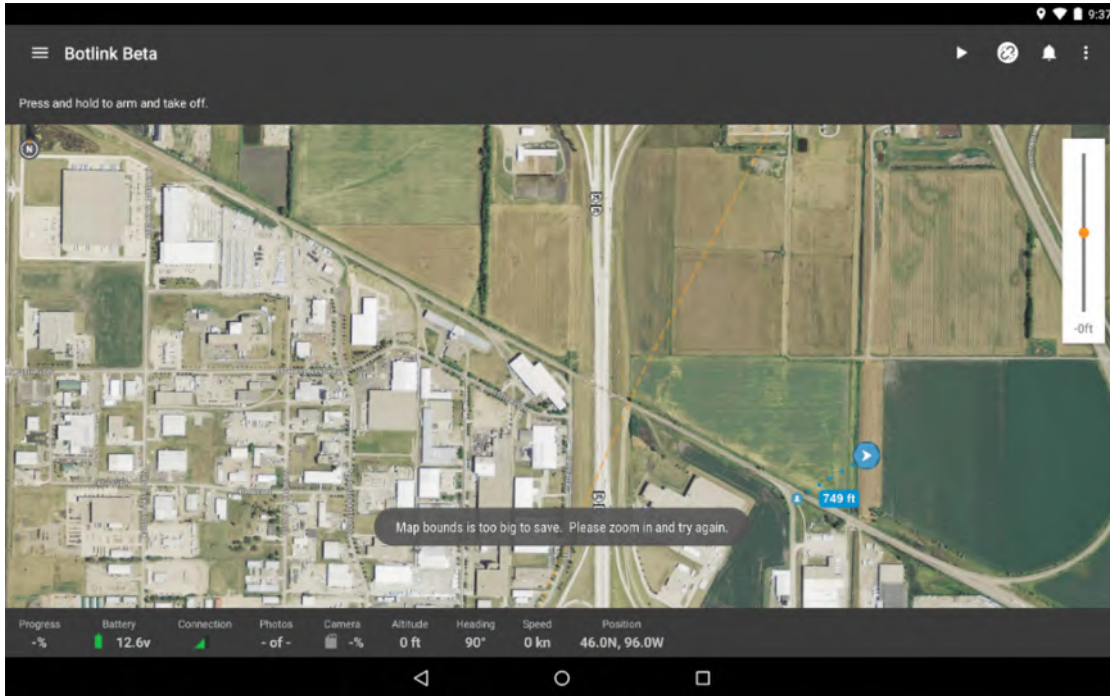 9:37
Botlink Beta
Press and hold to arm and take off.
N
-0ft
749 ft
Map bounds is too big to save. Please zoom in and try again.
Progress Battery Connection Photos Camera Altitude Heading Speed Position
-% 12.6v - of - -% 0 ft 90° 0 kn 46.0N, 96.0W